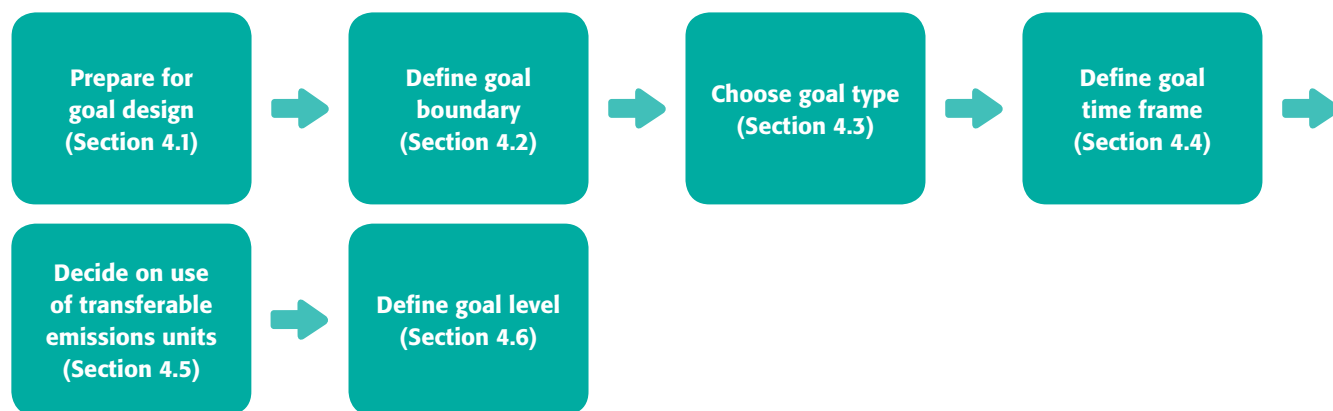 Prepare for
goal design
(Section 4.1)
Define goal
boundary
(Section 4.2)
Choose goal type
(Section 4.3)
Define goal
time frame
(Section 4.4)
Decide on use
of transferable
emissions units
(Section 4.5)
Define goal level
(Section 4.6)